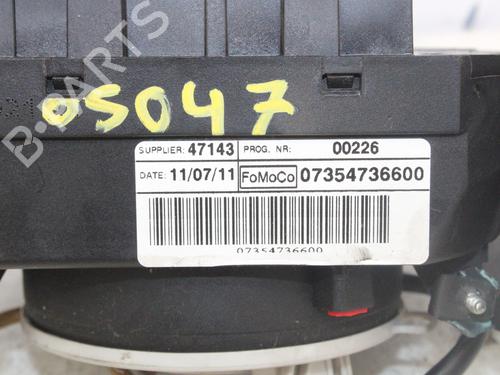 B-PARTS
05047
SUPPLIER: 47143 PROG. NR: 00226
DATE: 11/07/11 FoMoCo 07354736600
07354736600